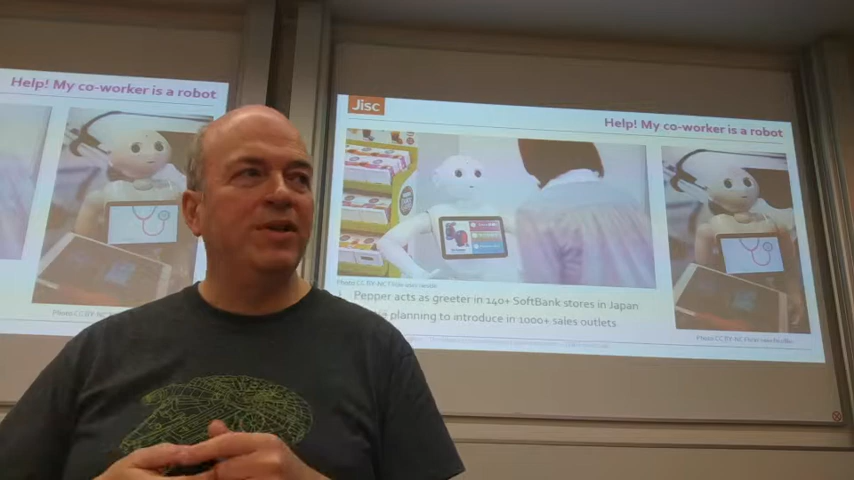 Help! My co-worker is a robot
Jisc
Help! My co-worker is a robot
Pepper acts as greeter in 140+ SoftBank stores in Japan
planning to introduce in 1000+ sales outlets